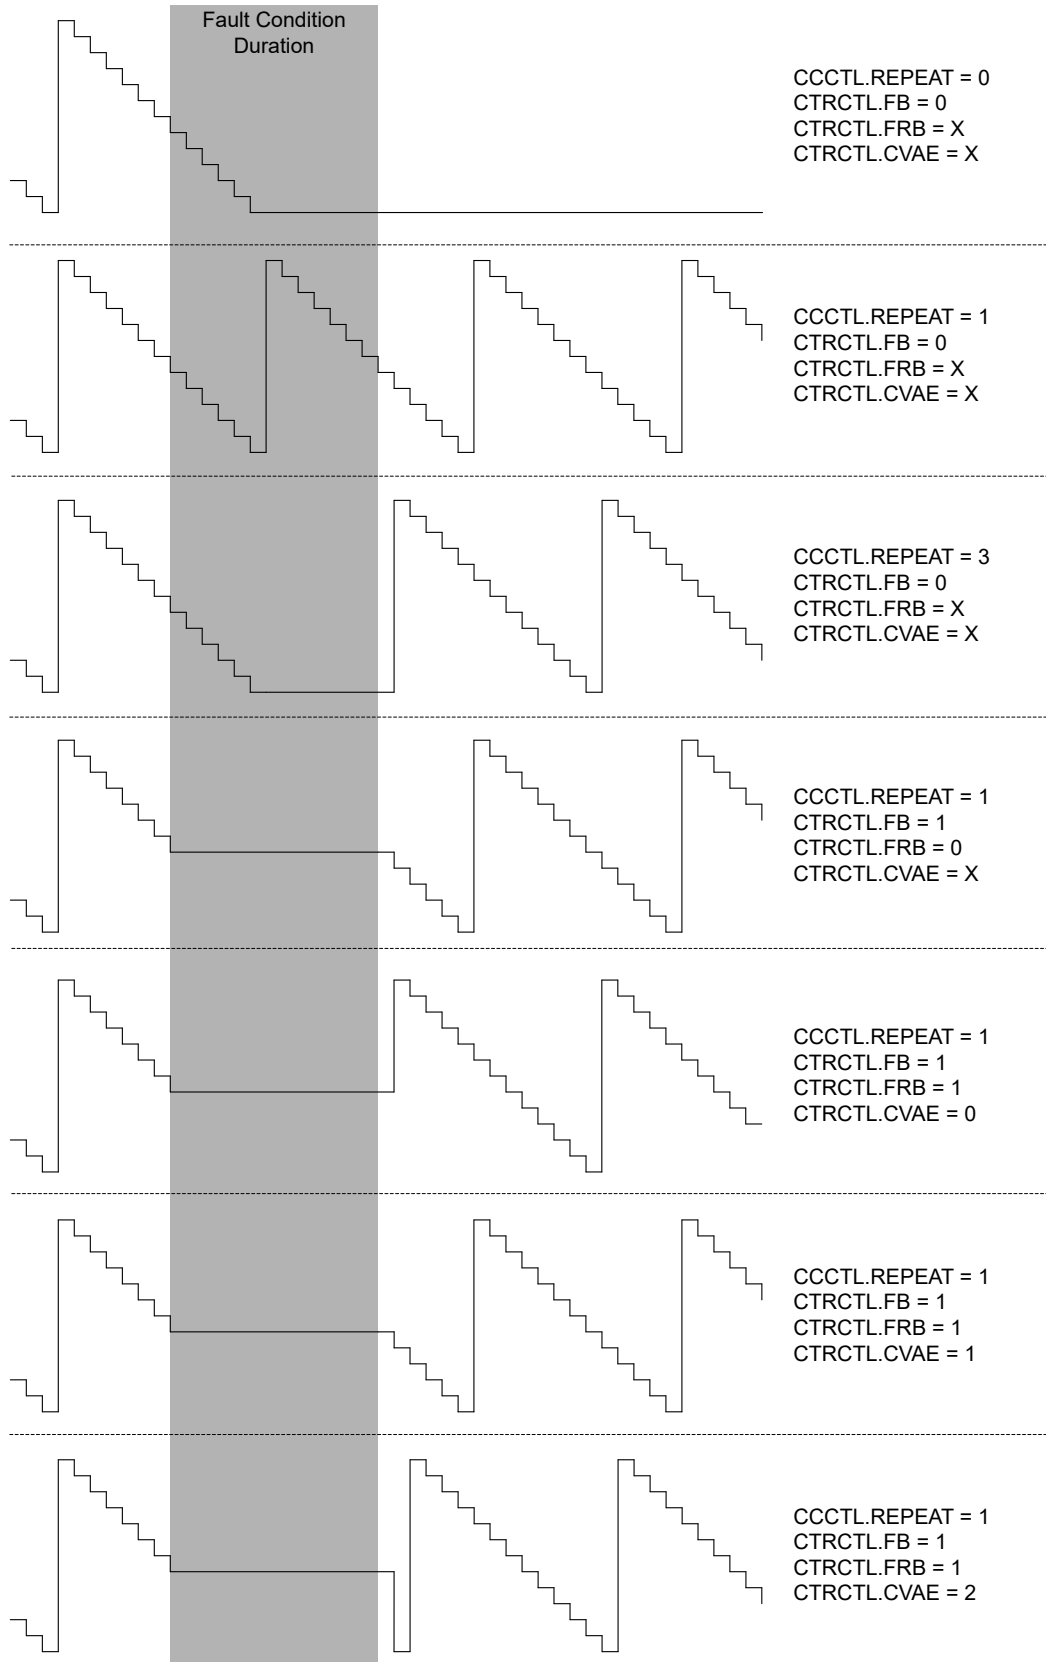 Fault Condition
Duration
CCCTL.REPEAT = 0
CTRCTL.FB = 0
CTRCTL.FRB = X
CTRCTL.CVAE = X
CCCTL.REPEAT = 1
CTRCTL.FB = 0
CTRCTL.FRB = X
CTRCTL.CVAE = X
CCCTL.REPEAT = 3
CTRCTL.FB = 0
CTRCTL.FRB = X
CTRCTL.CVAE = X
CCCTL.REPEAT = 1
CTRCTL.FB = 1
CTRCTL.FRB = 0
CTRCTL.CVAE = X
CCCTL.REPEAT = 1
CTRCTL.FB = 1
CTRCTL.FRB = 1
CTRCTL.CVAE = 0
CCCTL.REPEAT = 1
CTRCTL.FB = 1
CTRCTL.FRB = 1
CTRCTL.CVAE = 1
CCCTL.REPEAT = 1
CTRCTL.FB = 1
CTRCTL.FRB = 1
CTRCTL.CVAE = 2